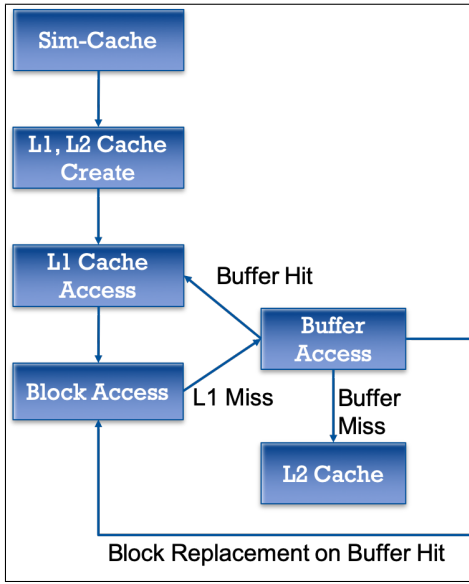 Sim-Cache
L1, L2 Cache
Create
L1 Cache
Access
Buffer Hit
Buffer
Access
Block Access
L1 Miss
Buffer
Miss
L2 Cache
Block Replacement on Buffer Hit